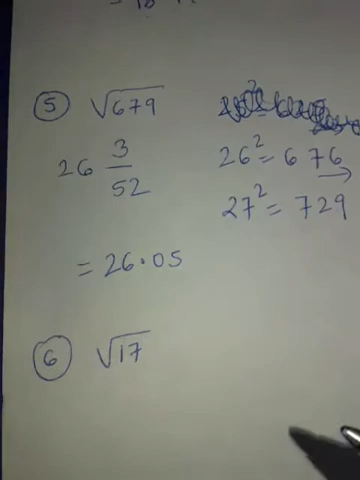 5 √679
26 3/52
26² = 676
27² = 729
= 26.05
6 √17